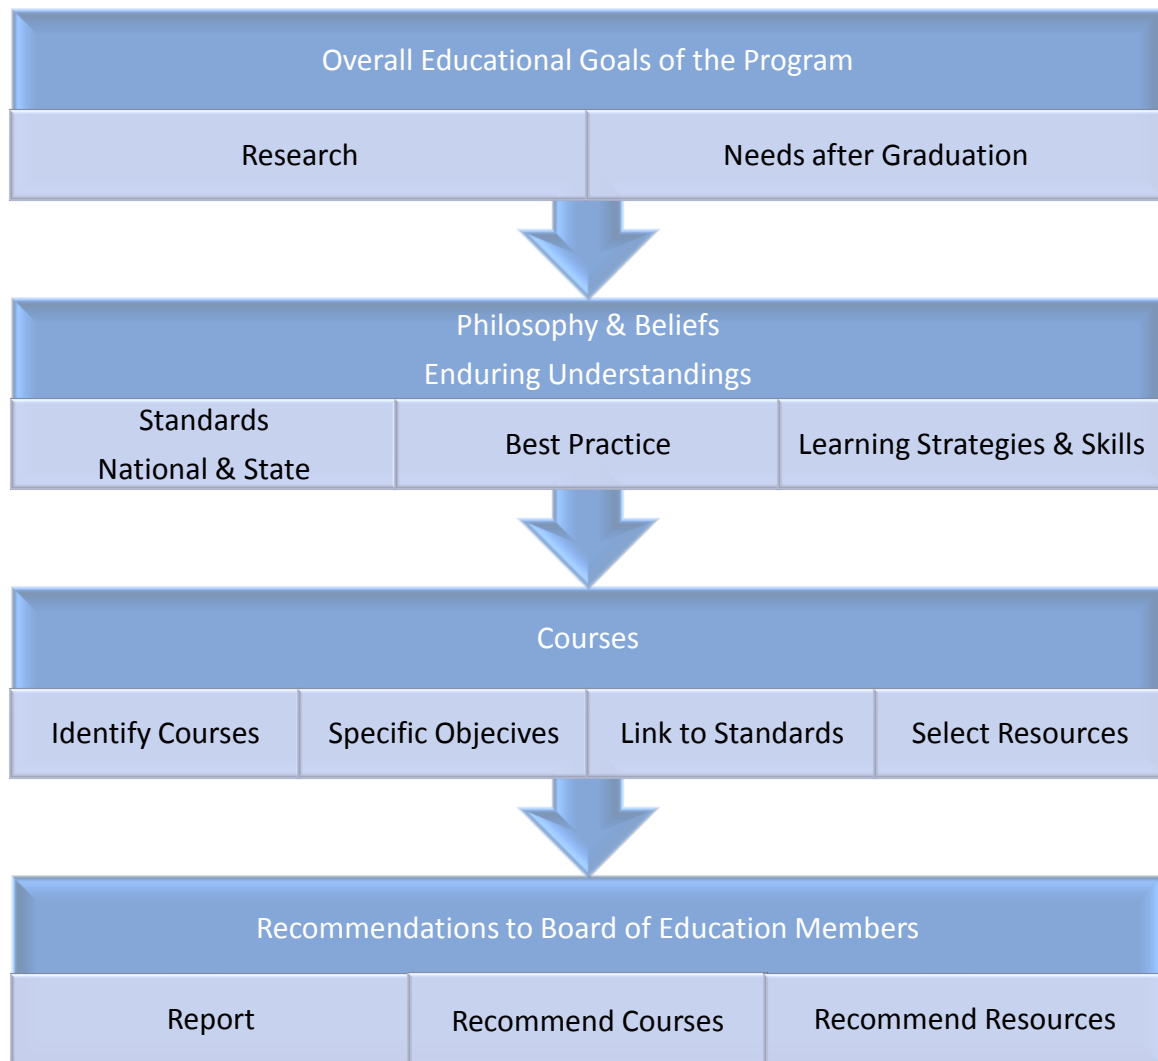 Overall Educational Goals of the Program
Research
Needs after Graduation
Philosophy & Beliefs
Enduring Understandings
Standards
National & State
Best Practice
Learning Strategies & Skills
Courses
Identify Courses
Specific Objecives
Link to Standards
Select Resources
Recommendations to Board of Education Members
Report
Recommend Courses
Recommend Resources